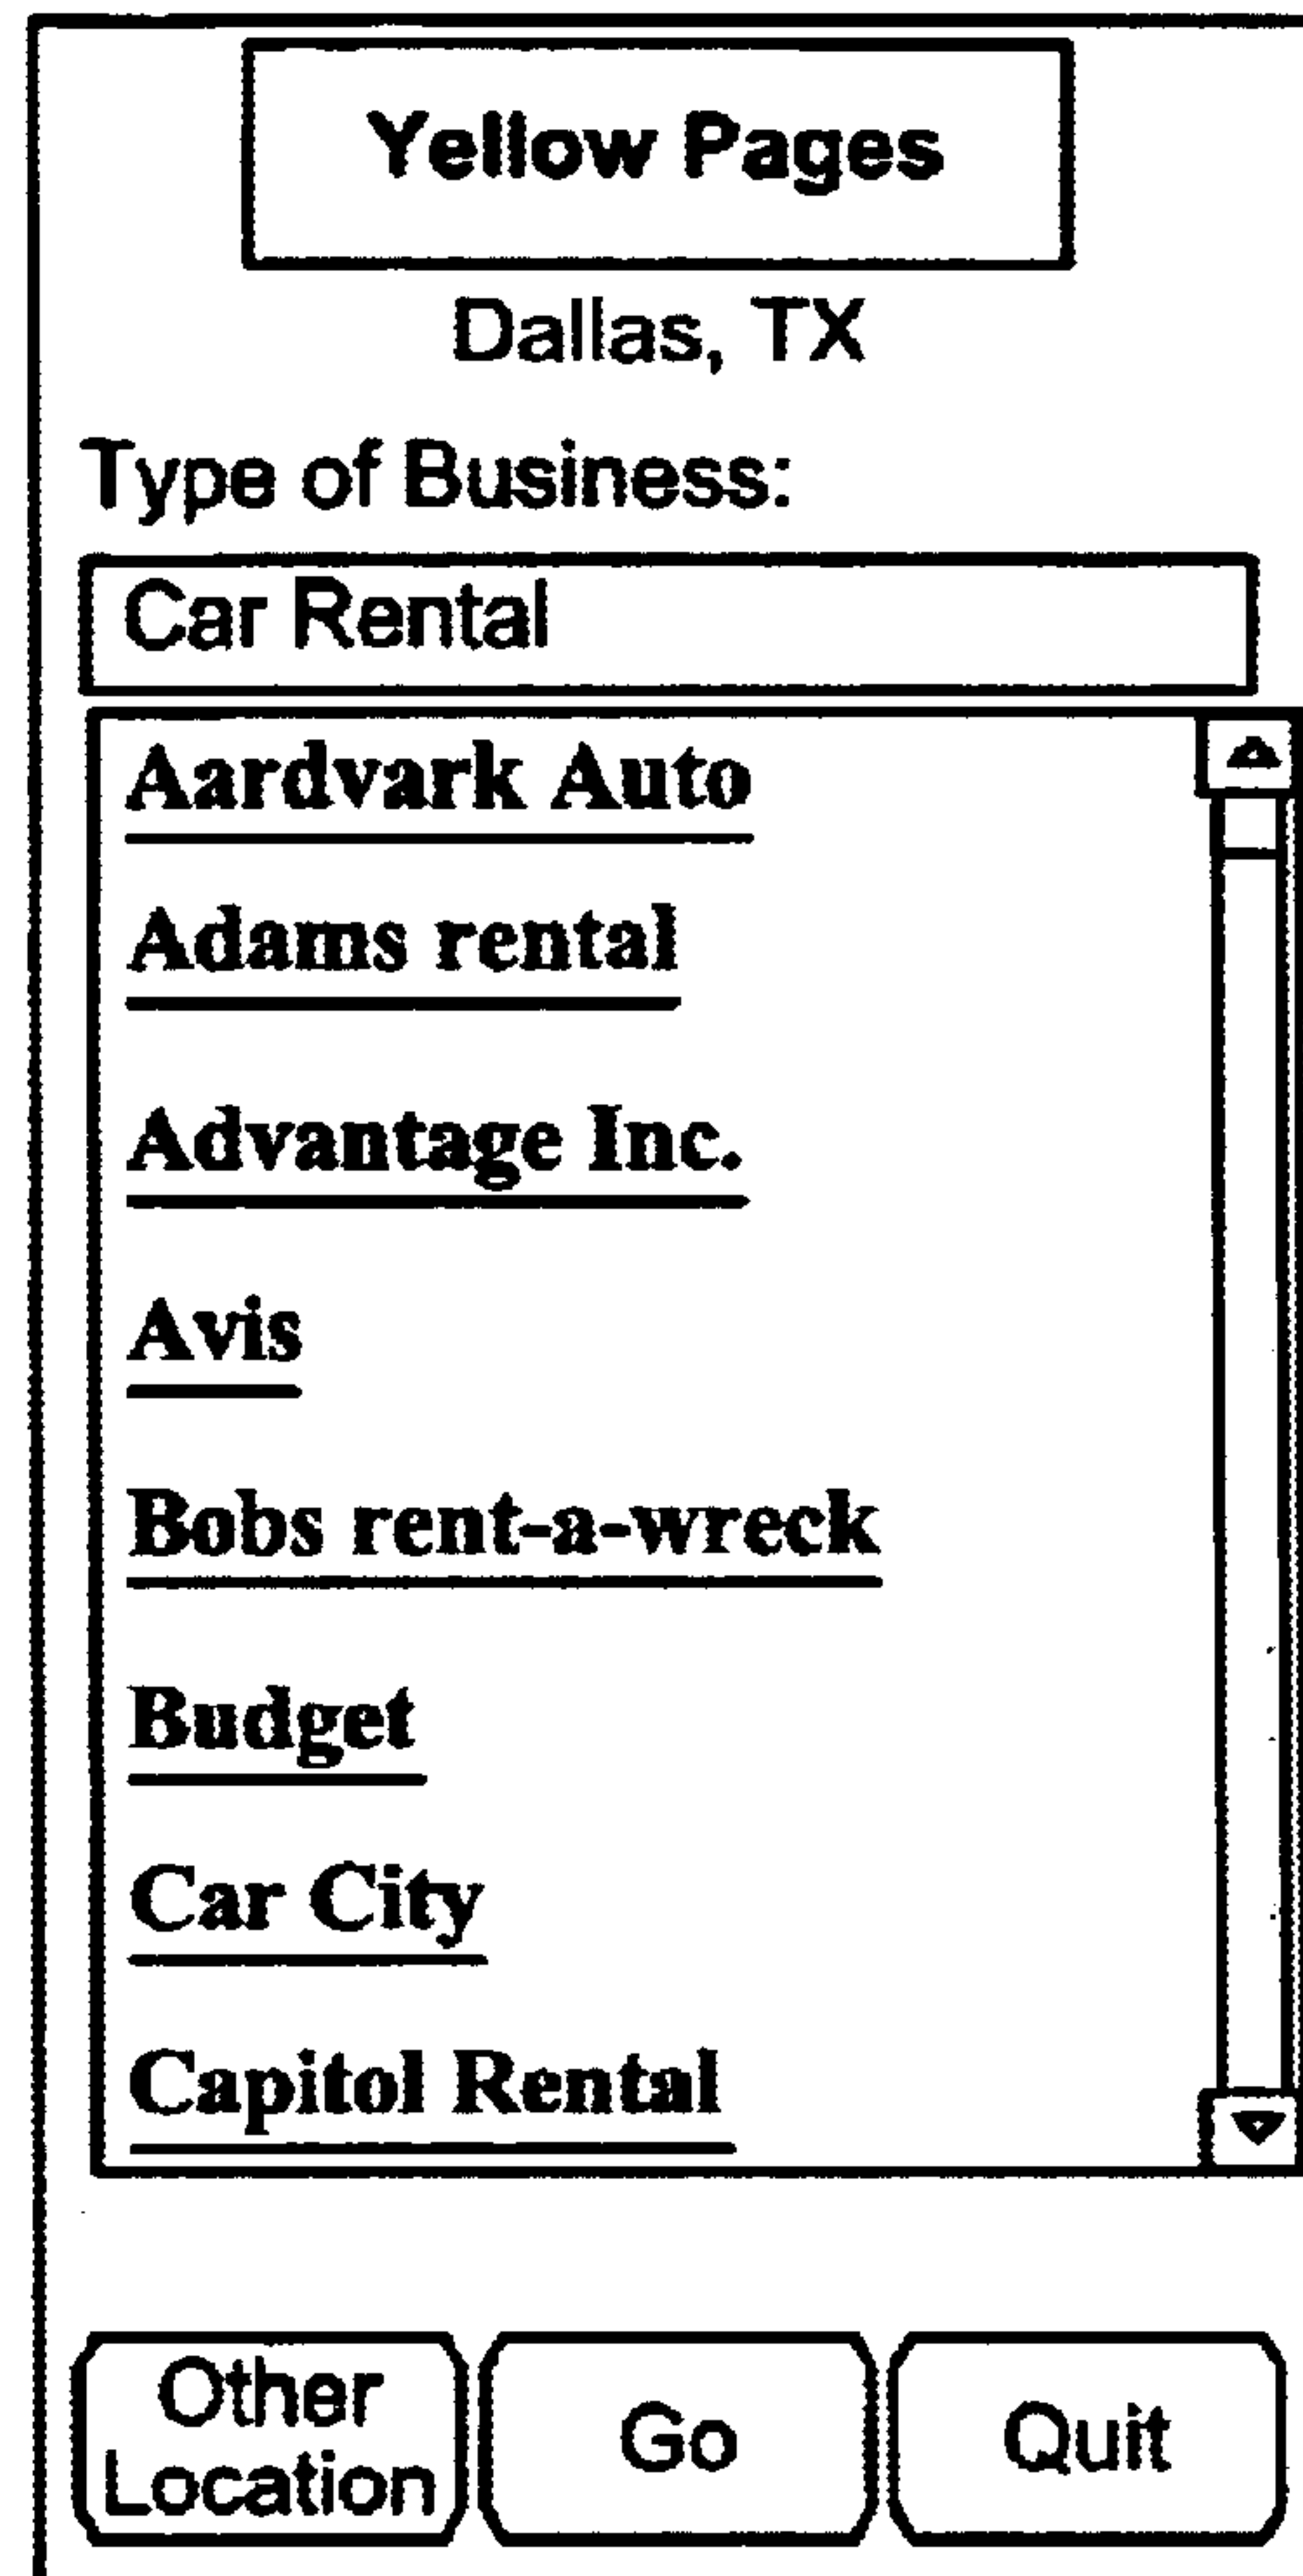 Yellow Pages
Dallas, TX
Type of Business:
Car Rental
Aardvark Auto
Adams rental
Advantage Inc.
Avis
Bobs rent-a-wreck
Budget
Car City
Capitol Rental
Other
Location
Go
Quit